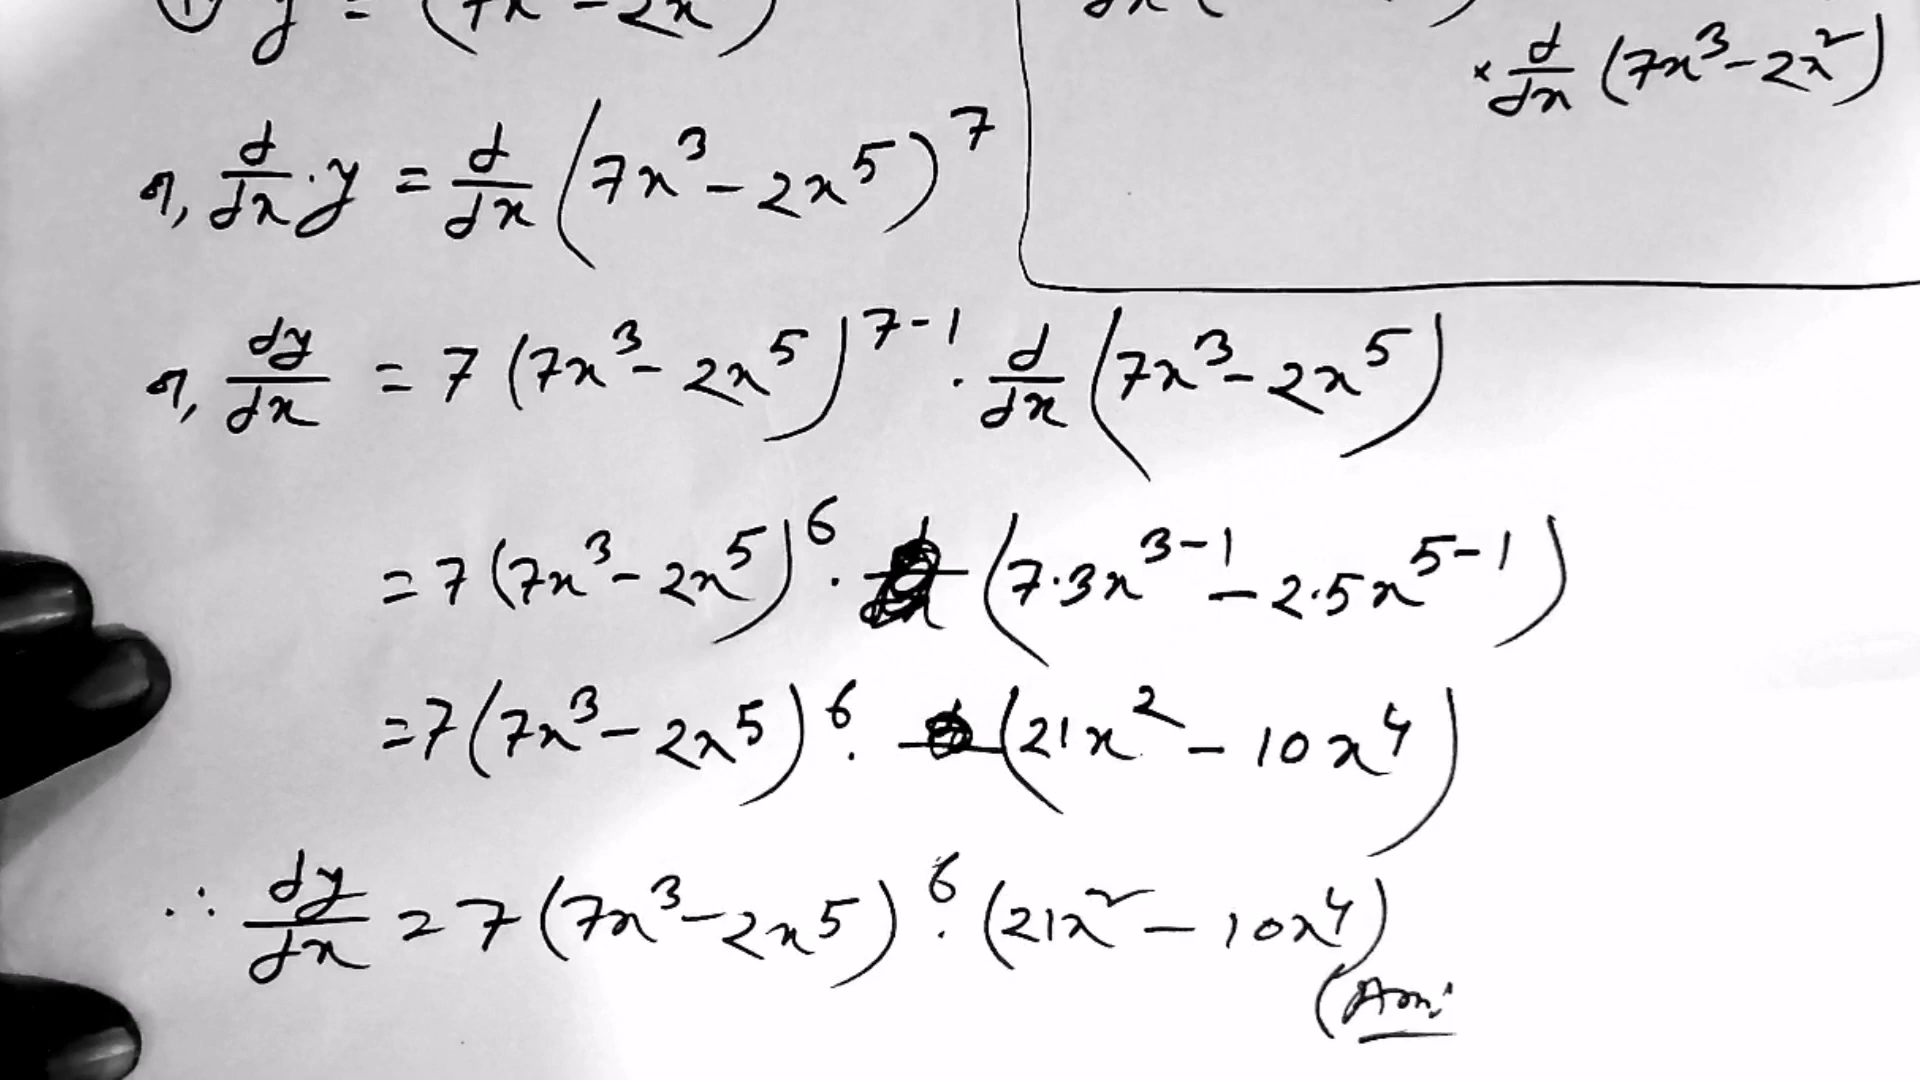 y = (7x - 2x)
× d/dx (7x³-2x²)
or, d/dx · y = d/dx (7x³ - 2x⁵)⁷
or, dy/dx = 7 (7x³ - 2x⁵)⁷⁻¹ · d/dx (7x³ - 2x⁵)
= 7 (7x³ - 2x⁵)⁶ · (7·3x³⁻¹ - 2·5x⁵⁻¹)
= 7 (7x³ - 2x⁵)⁶ · (21x² - 10x⁴)
∴ dy/dx = 7 (7x³ - 2x⁵)⁶ · (21x² - 10x⁴)
(Ans: